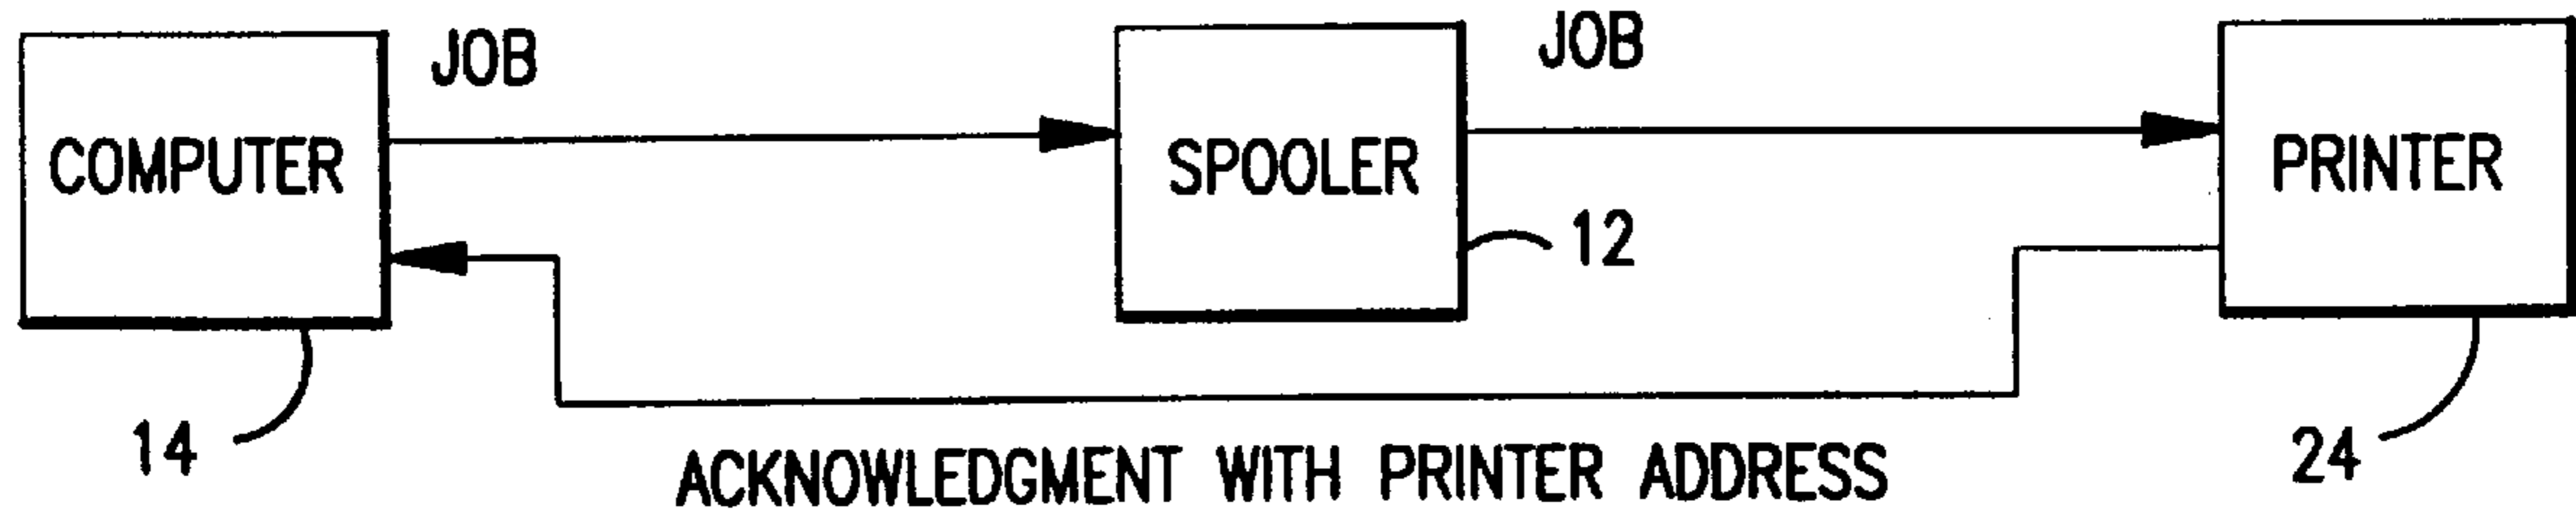 JOB
JOB
COMPUTER
SPOOLER
PRINTER
12
14
24
ACKNOWLEDGMENT WITH PRINTER ADDRESS